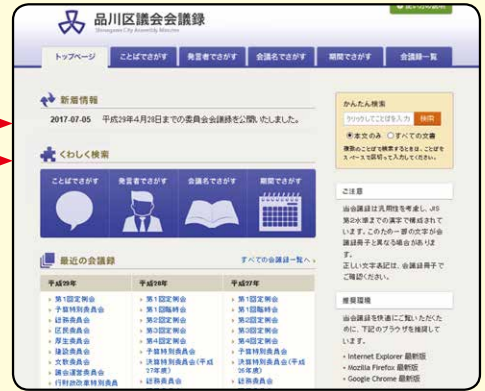 使い方の説明
品川区議会会議録
Shinagawa City Assembly Minutes
トップページ
ことばでさがす
発言者でさがす
会議名でさがす
期間でさがす
会議録一覧
新着情報
2017-07-05 平成29年4月28日までの委員会会議録を公開いたしました。
くわしく検索
ことばでさがす
発言者でさがす
会議名でさがす
期間でさがす
最近の会議録
すべての会議録一覧へ
平成29年
第1回定例会
予算特別委員会
総務委員会
区民委員会
厚生委員会
建設委員会
文教委員会
議会運営委員会
行財政改革特別委員
平成28年
第1回定例会
第1回臨時会
第2回定例会
第3回定例会
第4回定例会
予算特別委員会
決算特別委員会(平成
27年度)
総務委員会
平成27年
第1回定例会
第1回臨時会
第2回定例会
第3回定例会
第4回定例会
予算特別委員会
決算特別委員会(平成
26年度)
総務委員会
かんたん検索
クリックしてことばを入力 検索
本文のみ すべての文書
複数のことばで検索するときは、ことばを
スペースで区切って入力してください。
ご注意
当会議録は汎用性を考慮し、JIS
第2水準までの漢字で構成されて
います。このため一部の文字が会
議録冊子と異なる場合がありま
す。
正しい文字表記は、会議録冊子で
ご確認ください。
推奨環境
当会議録を快適にご覧いただくた
めに、下記のブラウザを推奨して
います。
Internet Explorer 最新版
Mozilla Firefox 最新版
Google Chrome 最新版